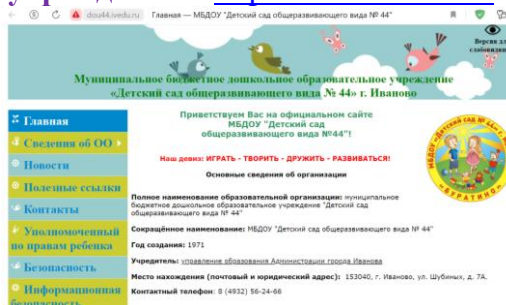 dou44.ivedu.ru Главная — МБДОУ "Детский сад общеразвивающего вида № 44"
Версия для
слабовидящих
Муниципальное бюджетное дошкольное образовательное учреждение
«Детский сад общеразвивающего вида № 44» г. Иваново
Главная
Сведения об ОО
Новости
Полезные ссылки
Контакты
Уполномоченный
по правам ребенка
Безопасность
Информационная
безопасность
Приветствуем Вас на официальном сайте
МБДОУ "Детский сад
общеразвивающего вида № 44"!
Наш девиз: ИГРАТЬ - ТВОРИТЬ - ДРУЖИТЬ - РАЗВИВАТЬСЯ!
Основные сведения об организации
Полное наименование образовательной организации: муниципальное
бюджетное дошкольное образовательное учреждение "Детский сад
общеразвивающего вида № 44"
Сокращённое наименование: МБДОУ "Детский сад общеразвивающего вида № 44"
Год создания: 1971
Учредитель: управление образования Администрации города Иванова
Место нахождения (почтовый и юридический адрес): 153040, г. Иваново, ул. Шубиных, д. 7А.
Контактный телефон: 8 (4932) 56-24-66
МБДОУ «Детский сад № 44»
БУРАТИНО